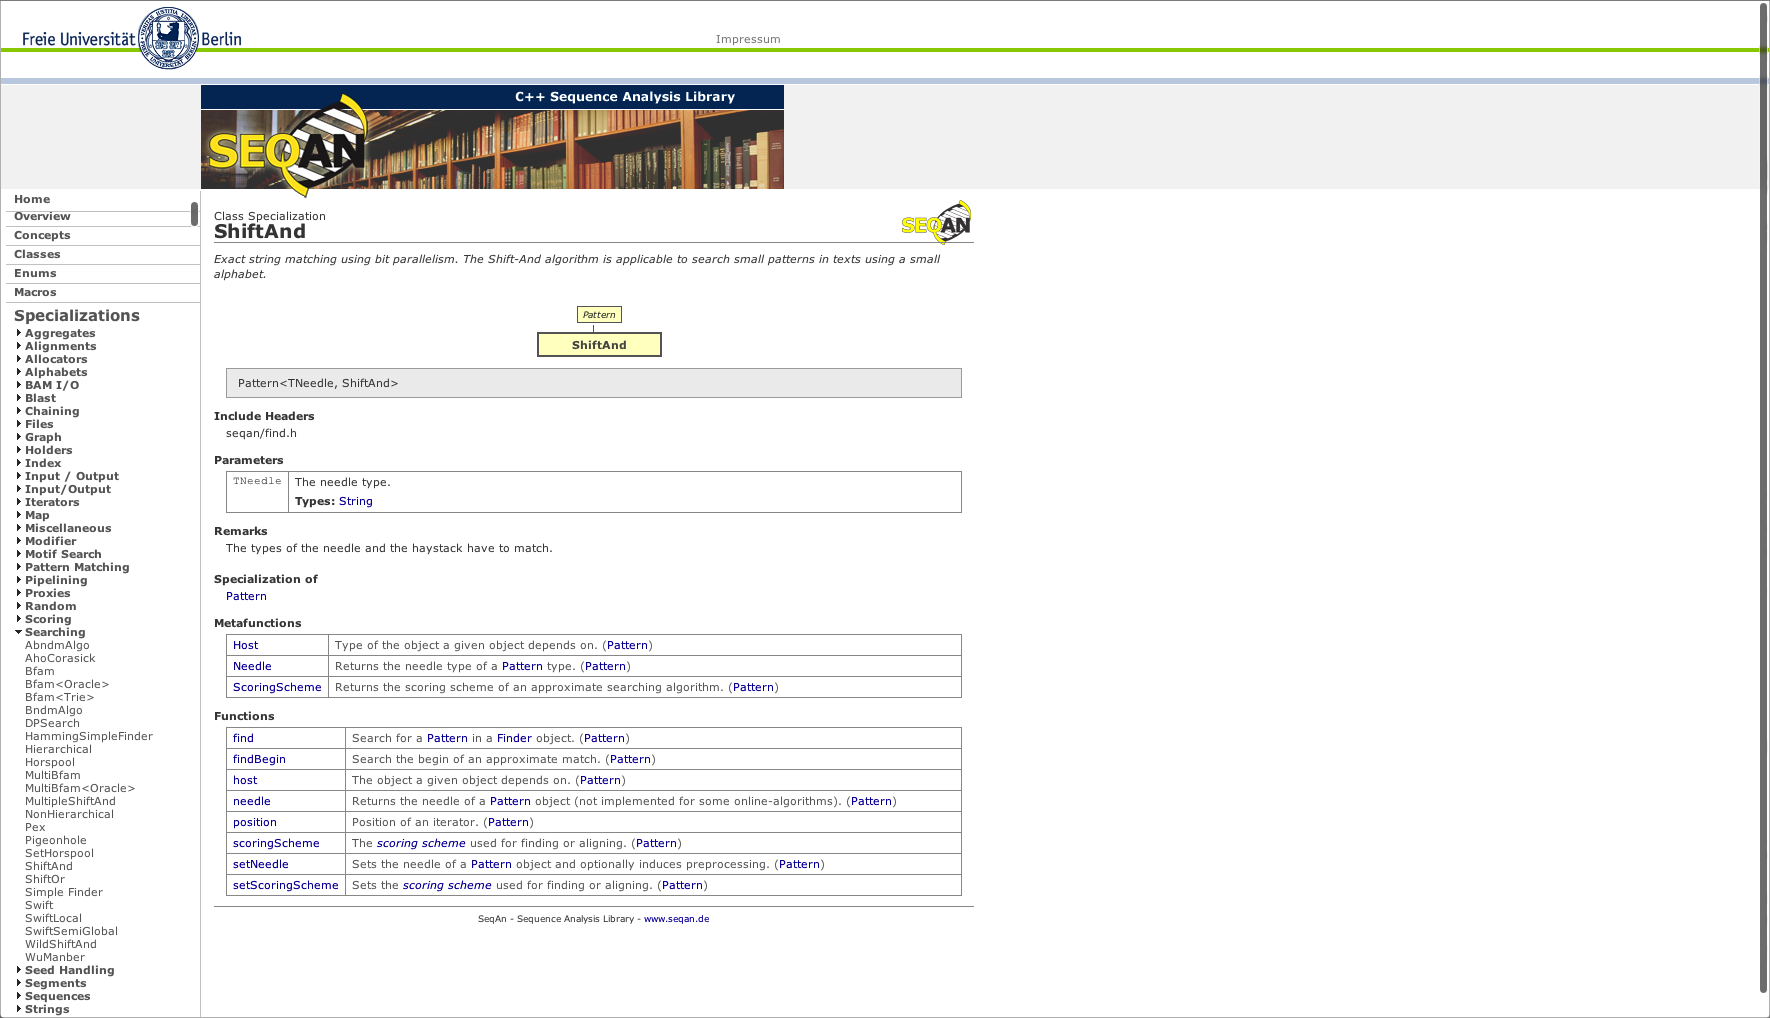 Freie Universität Berlin
Impressum
C++ Sequence Analysis Library
SEQAN
Home
Overview
Concepts
Classes
Enums
Macros
Specializations
Aggregates
Alignments
Allocators
Alphabets
BAM I/O
Blast
Chaining
Files
Graph
Holders
Index
Input / Output
Input/Output
Iterators
Map
Miscellaneous
Modifier
Motif Search
Pattern Matching
Pipelining
Proxies
Random
Scoring
Searching
AbndmAlgo
AhoCorasick
Bfam
Bfam<Oracle>
Bfam<Trie>
BndmAlgo
DPSearch
HammingSimpleFinder
Hierarchical
Horspool
MultiBfam
MultiBfam<Oracle>
MultipleShiftAnd
NonHierarchical
Pex
Pigeonhole
SetHorspool
ShiftAnd
ShiftOr
Simple Finder
Swift
SwiftLocal
SwiftSemiGlobal
WildShiftAnd
WuManber
Seed Handling
Segments
Sequences
Strings
Class Specialization
ShiftAnd
SEQAN
Exact string matching using bit parallelism. The Shift-And algorithm is applicable to search small patterns in texts using a small
alphabet.
Pattern
ShiftAnd
Pattern<TNeedle, ShiftAnd>
Include Headers
seqan/find.h
Parameters
TNeedle The needle type.
Types: String
Remarks
The types of the needle and the haystack have to match.
Specialization of
Pattern
Metafunctions
Host Type of the object a given object depends on. (Pattern)
Needle Returns the needle type of a Pattern type. (Pattern)
ScoringScheme Returns the scoring scheme of an approximate searching algorithm. (Pattern)
Functions
find Search for a Pattern in a Finder object. (Pattern)
findBegin Search the begin of an approximate match. (Pattern)
host The object a given object depends on. (Pattern)
needle Returns the needle of a Pattern object (not implemented for some online-algorithms). (Pattern)
position Position of an iterator. (Pattern)
scoringScheme The scoring scheme used for finding or aligning. (Pattern)
setNeedle Sets the needle of a Pattern object and optionally induces preprocessing. (Pattern)
setScoringScheme Sets the scoring scheme used for finding or aligning. (Pattern)
SeqAn - Sequence Analysis Library - www.seqan.de